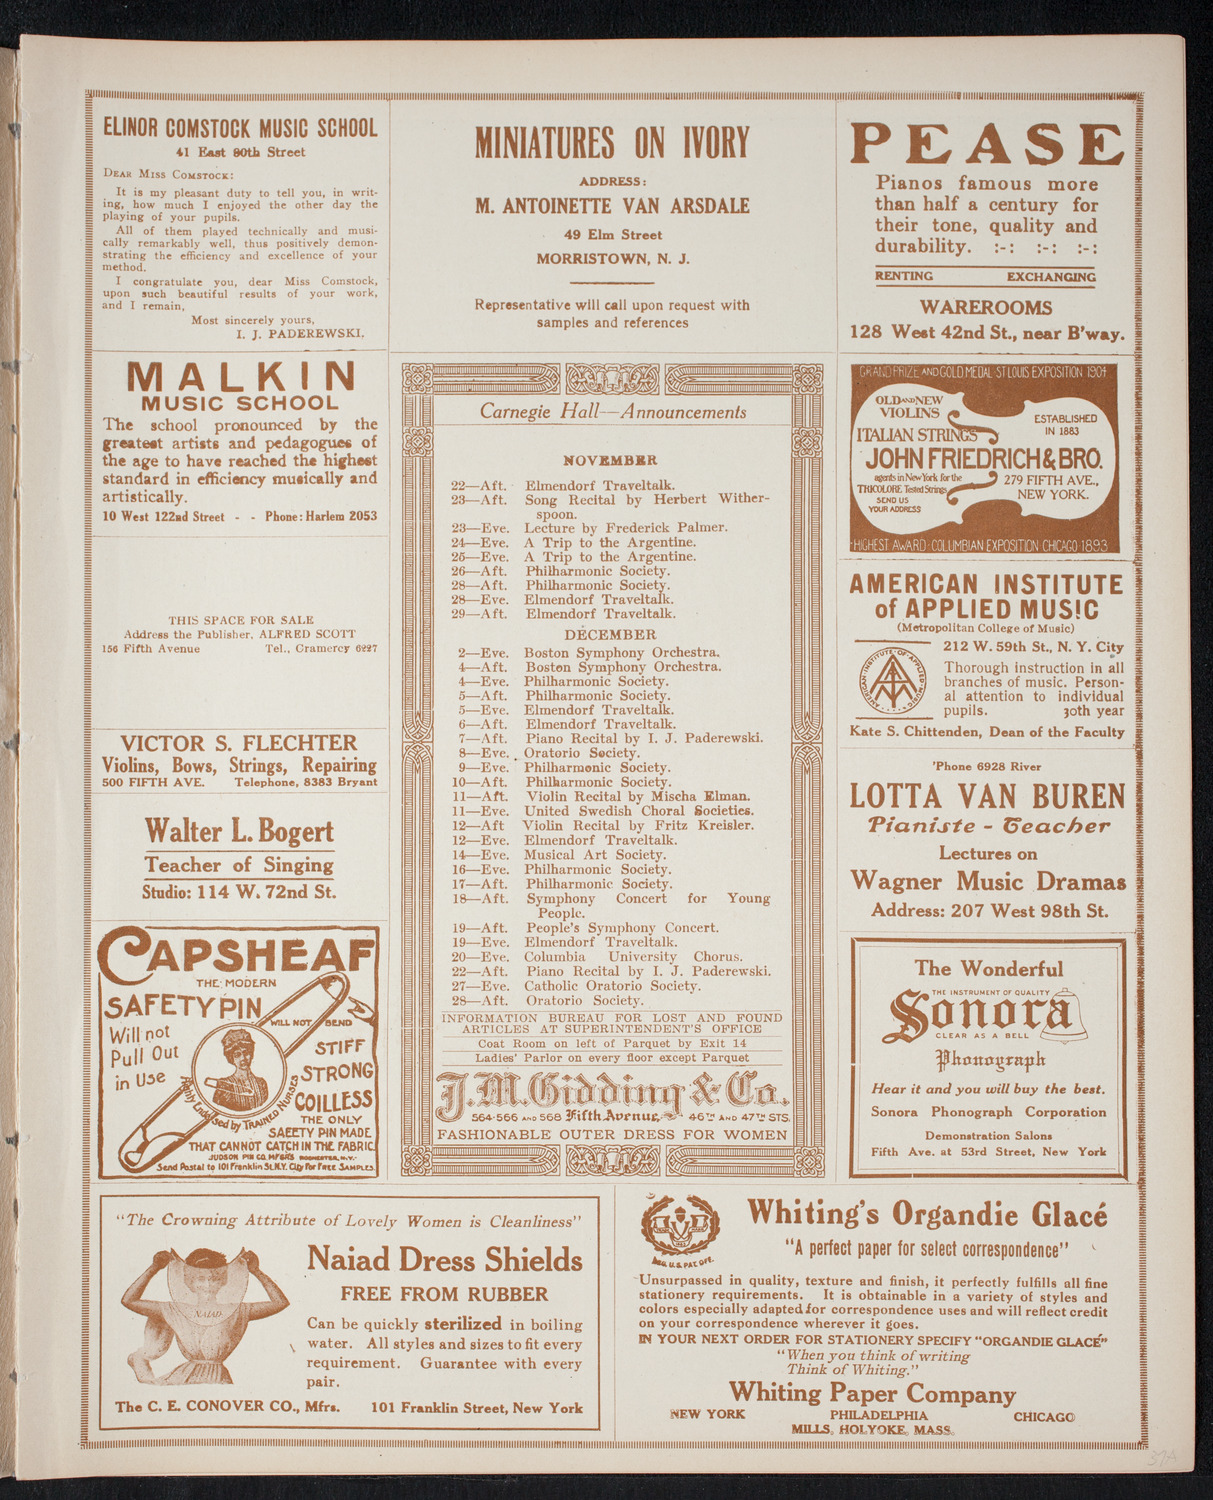 ELINOR COMSTOCK MUSIC SCHOOL
41 East 80th Street
DEAR MISS COMSTOCK:
It is my pleasant duty to tell you, in writ-
ing, how much I enjoyed the other day the
playing of your pupils.
All of them played technically and musi-
cally remarkably well, thus positively demon-
strating the efficiency and excellence of your
method.
I congratulate you, dear Miss Comstock,
upon such beautiful results of your work,
and I remain,
Most sincerely yours,
I. J. PADEREWSKI.
MALKIN
MUSIC SCHOOL
The school pronounced by the
greatest artists and pedagogues of
the age to have reached the highest
standard in efficiency musically and
artistically.
10 West 122nd Street - - Phone: Harlem 2053
THIS SPACE FOR SALE
Address the Publisher, ALFRED SCOTT
156 Fifth Avenue Tel., Gramercy 6227
VICTOR S. FLECHTER
Violins, Bows, Strings, Repairing
500 FIFTH AVE. Telephone, 8383 Bryant
Walter L. Bogert
Teacher of Singing
Studio: 114 W. 72nd St.
CAPSHEAF
THE MODERN
SAFETY PIN
WILL NOT BEND
Will not
Pull Out
in Use
STIFF
STRONG
COILLESS
Highly Endorsed by TRAINED NURSES
THE ONLY
SAFETY PIN MADE
THAT CANNOT CATCH IN THE FABRIC.
JUDSON PIN CO. MFGRS ROCHESTER, N.Y.
Send Postal to 101 Franklin St. N.Y. City For FREE SAMPLES.
MINIATURES ON IVORY
ADDRESS:
M. ANTOINETTE VAN ARSDALE
49 Elm Street
MORRISTOWN, N. J.
Representative will call upon request with
samples and references
Carnegie Hall—Announcements
NOVEMBER
22—Aft. Elmendorf Traveltalk.
23—Aft. Song Recital by Herbert Wither-
spoon.
23—Eve. Lecture by Frederick Palmer.
24—Eve. A Trip to the Argentine.
25—Eve. A Trip to the Argentine.
26—Aft. Philharmonic Society.
28—Aft. Philharmonic Society.
28—Eve. Elmendorf Traveltalk.
29—Aft. Elmendorf Traveltalk.
DECEMBER
2—Eve. Boston Symphony Orchestra.
4—Aft. Boston Symphony Orchestra.
4—Eve. Philharmonic Society.
5—Aft. Philharmonic Society.
5—Eve. Elmendorf Traveltalk.
6—Aft. Elmendorf Traveltalk.
7—Aft. Piano Recital by I. J. Paderewski.
8—Eve. Oratorio Society.
9—Eve. Philharmonic Society.
10—Aft. Philharmonic Society.
11—Aft. Violin Recital by Mischa Elman.
11—Eve. United Swedish Choral Societies.
12—Aft Violin Recital by Fritz Kreisler.
12—Eve. Elmendorf Traveltalk.
14—Eve. Musical Art Society.
16—Eve. Philharmonic Society.
17—Aft. Philharmonic Society.
18—Aft. Symphony Concert for Young
People.
19—Aft. People's Symphony Concert.
19—Eve. Elmendorf Traveltalk.
20—Eve. Columbia University Chorus.
22—Aft. Piano Recital by I. J. Paderewski.
27—Eve. Catholic Oratorio Society.
28—Aft. Oratorio Society.
INFORMATION BUREAU FOR LOST AND FOUND
ARTICLES AT SUPERINTENDENT'S OFFICE
Coat Room on left of Parquet by Exit 14
Ladies' Parlor on every floor except Parquet
J. M. Gidding & Co.
564-566 AND 568 Fifth Avenue 46TH AND 47TH STS.
FASHIONABLE OUTER DRESS FOR WOMEN
PEASE
Pianos famous more
than half a century for
their tone, quality and
durability. :-: :-: :-:
RENTING EXCHANGING
WAREROOMS
128 West 42nd St., near B'way.
GRAND PRIZE AND GOLD MEDAL ST LOUIS EXPOSITION 1904
OLD AND NEW
VIOLINS
ESTABLISHED
IN 1883
ITALIAN STRINGS
JOHN FRIEDRICH & BRO.
agents in New York for the
TRICOLORE Tested Strings
279 FIFTH AVE.,
NEW YORK.
SEND US
YOUR ADDRESS
HIGHEST AWARD COLUMBIAN EXPOSITION CHICAGO 1893
AMERICAN INSTITUTE
of APPLIED MUSIC
(Metropolitan College of Music)
212 W. 59th St., N. Y. City
AMERICAN INSTITUTE OF APPLIED MUSIC
Thorough instruction in all
branches of music. Person-
al attention to individual
pupils. 30th year
Kate S. Chittenden, Dean of the Faculty
'Phone 6928 River
LOTTA VAN BUREN
Pianiste - Teacher
Lectures on
Wagner Music Dramas
Address: 207 West 98th St.
The Wonderful
THE INSTRUMENT OF QUALITY
Sonora
CLEAR AS A BELL
Phonograph
Hear it and you will buy the best.
Sonora Phonograph Corporation
Demonstration Salons
Fifth Ave. at 53rd Street, New York
"The Crowning Attribute of Lovely Women is Cleanliness"
NAIAD
Naiad Dress Shields
FREE FROM RUBBER
Can be quickly sterilized in boiling
water. All styles and sizes to fit every
requirement. Guarantee with every
pair.
The C. E. CONOVER CO., Mfrs. 101 Franklin Street, New York
REG. U.S. PAT. OFF.
Whiting's Organdie Glacé
"A perfect paper for select correspondence"
Unsurpassed in quality, texture and finish, it perfectly fulfills all fine
stationery requirements. It is obtainable in a variety of styles and
colors especially adapted for correspondence uses and will reflect credit
on your correspondence wherever it goes.
IN YOUR NEXT ORDER FOR STATIONERY SPECIFY "ORGANDIE GLACÉ"
"When you think of writing
Think of Whiting."
Whiting Paper Company
NEW YORK PHILADELPHIA CHICAGO
MILLS, HOLYOKE, MASS.